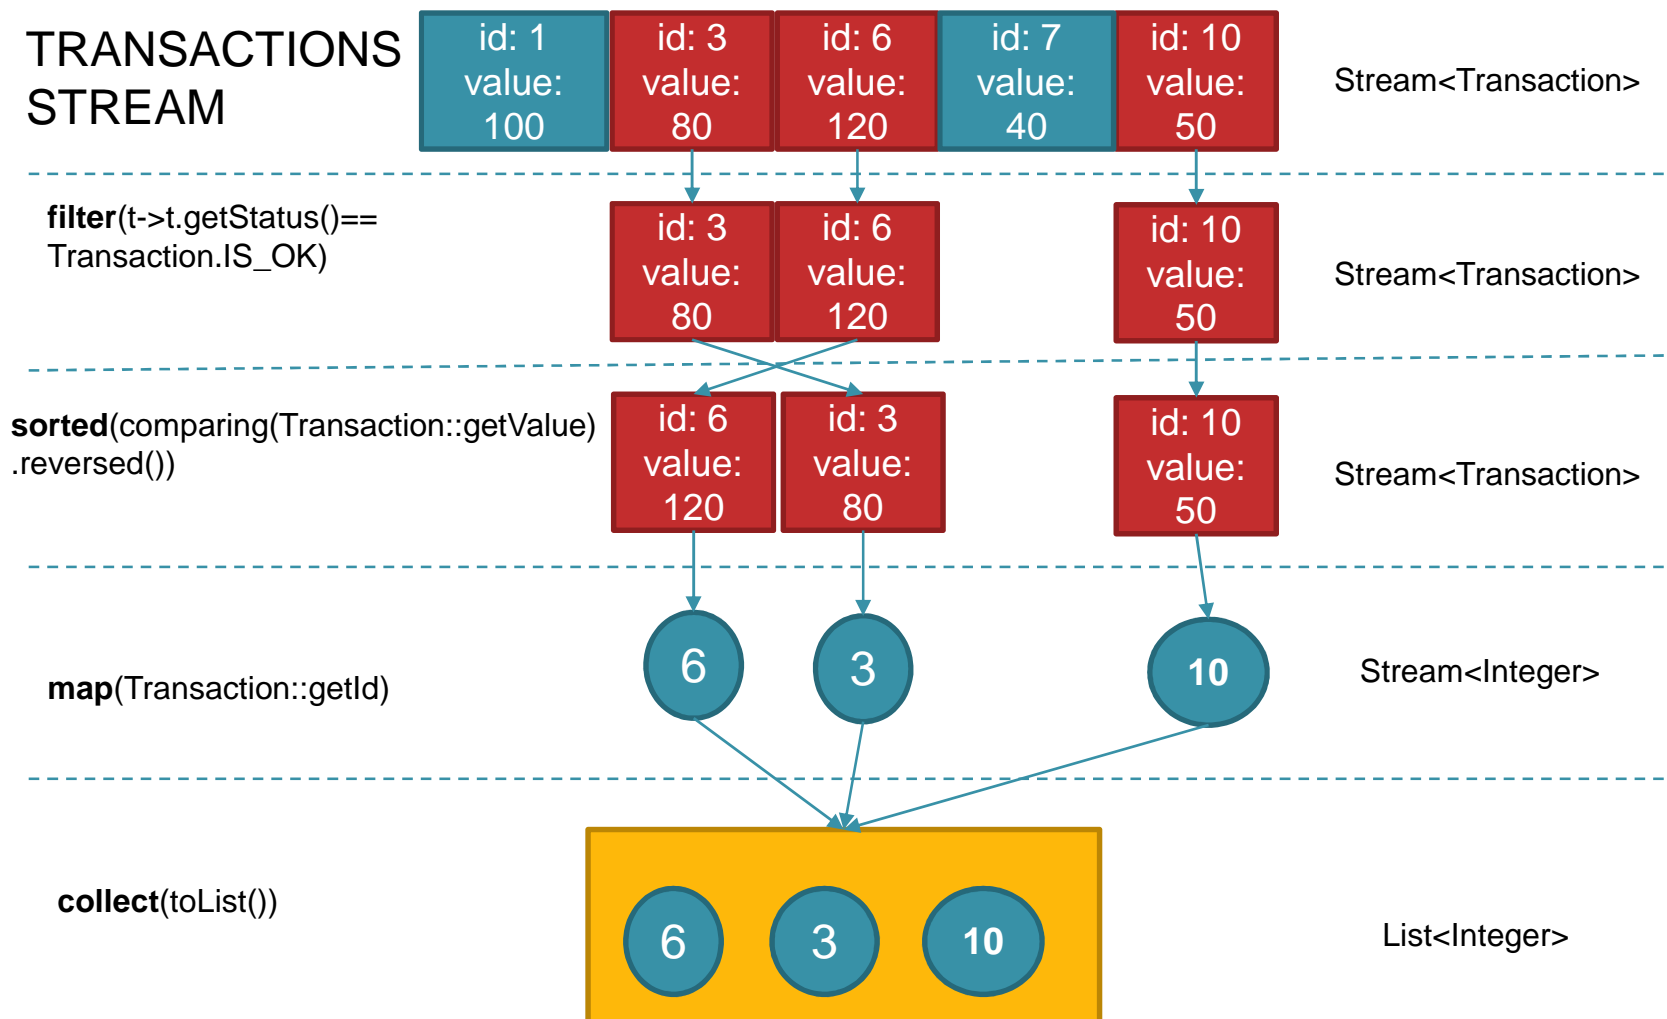 TRANSACTIONS
STREAM
id: 1
value:
100
id: 3
value:
80
id: 6
value:
120
id: 7
value:
40
id: 10
value:
50
Stream<Transaction>
filter(t->t.getStatus()==
Transaction.IS_OK)
id: 3
value:
80
id: 6
value:
120
id: 10
value:
50
Stream<Transaction>
sorted(comparing(Transaction::getValue)
.reversed())
id: 6
value:
120
id: 3
value:
80
id: 10
value:
50
Stream<Transaction>
map(Transaction::getId)
6
3
10
Stream<Integer>
collect(toList())
6
3
10
List<Integer>